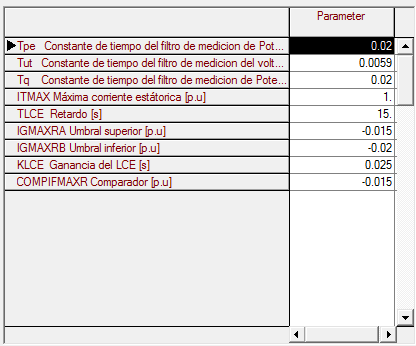 Parameter
Tpe Constante de tiempo del filtro de medicion de Pote... 0.02
Tut Constante de tiempo del filtro de medicion del volt... 0.0059
Tq Constante de tiempo del filtro de medicion de Pote... 0.02
ITMAX Máxima corriente estátorica [p.u] 1.
TLCE Retardo [s] 15.
IGMAXRA Umbral superior [p.u] -0.015
IGMAXRB Umbral inferior [p.u] -0.02
KLCE Ganancia del LCE [s] 0.025
COMPIFMAXR Comparador [p.u] -0.015